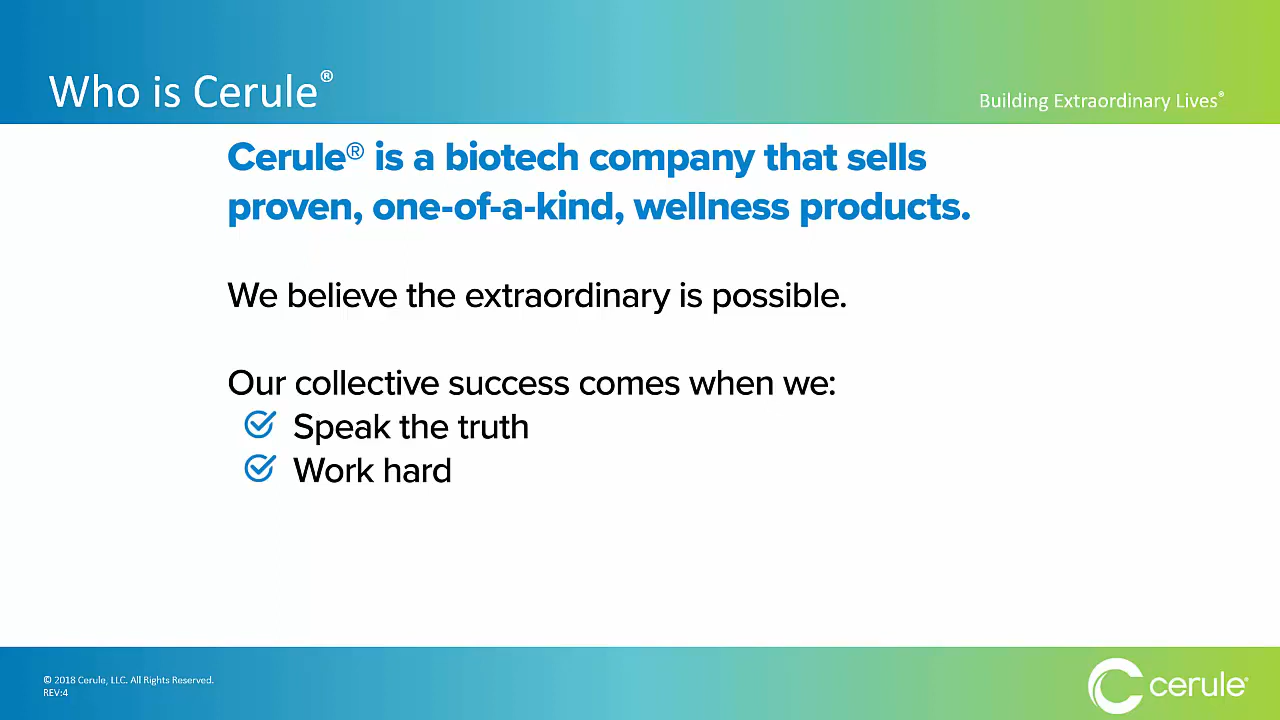 Who is Cerule®
Building Extraordinary Lives®
Cerule® is a biotech company that sells
proven, one-of-a-kind, wellness products.
We believe the extraordinary is possible.
Our collective success comes when we:
Speak the truth
Work hard
© 2018 Cerule, LLC. All Rights Reserved.
REV:4
cerule®